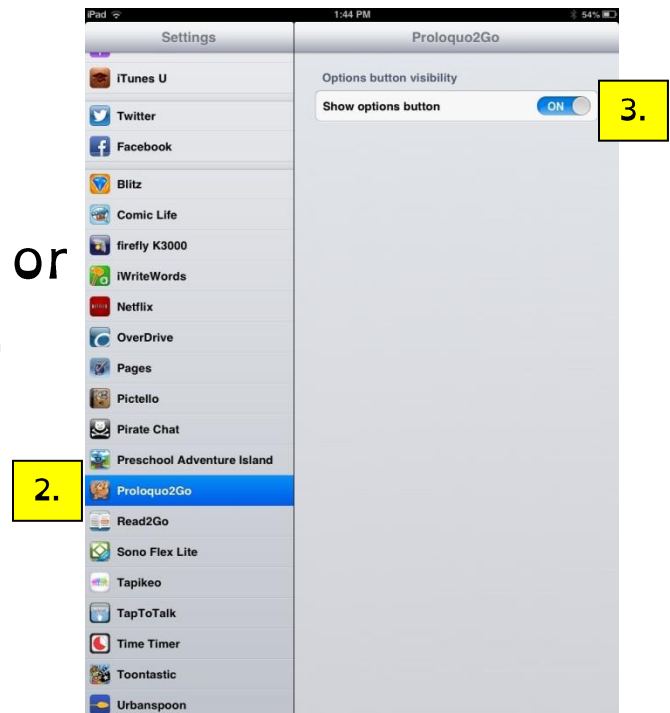 iPad 1:44 PM 54%
Settings
Proloquo2Go
iTunes U
Twitter
Facebook
Blitz
Comic Life
firefly K3000
iWriteWords
Netflix
OverDrive
Pages
Pictello
Pirate Chat
Preschool Adventure Island
Proloquo2Go
Read2Go
Sono Flex Lite
Tapikeo
TapToTalk
Time Timer
Toontastic
Urbanspoon
Options button visibility
Show options button ON
3.
or
2.